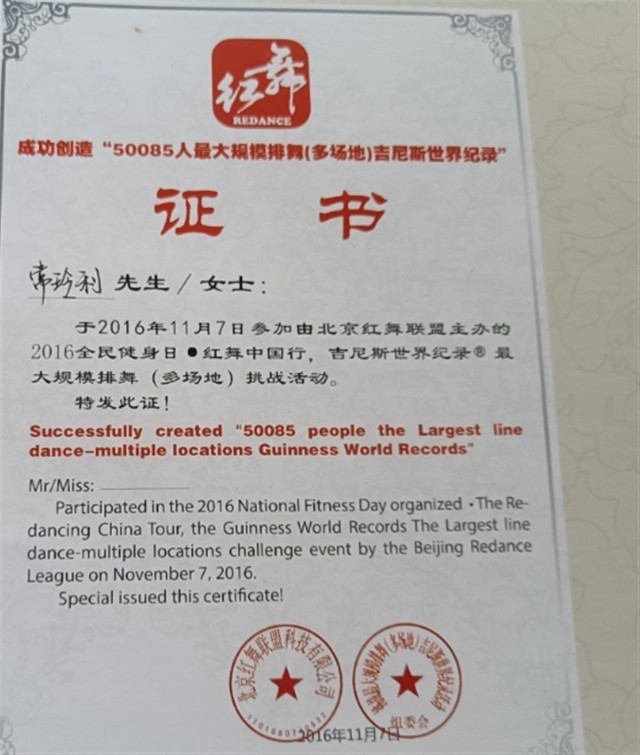 红舞
REDANCE
成功创造“50085人最大规模排舞(多场地)吉尼斯世界纪录”
证 书
常玲利 先生/女士：
于2016年11月7日参加由北京红舞联盟主办的
2016全民健身日●红舞中国行，吉尼斯世界纪录® 最
大规模排舞（多场地）挑战活动。
特发此证！
Successfully created "50085 people the Largest line
dance-multiple locations Guinness World Records"
Mr/Miss:
Participated in the 2016 National Fitness Day organized · The Re-
dancing China Tour, the Guinness World Records The Largest line
dance-multiple locations challenge event by the Beijing Redance
League on November 7, 2016.
Special issued this certificate!
北京红舞联盟科技有限公司
组委会
2016年11月7日